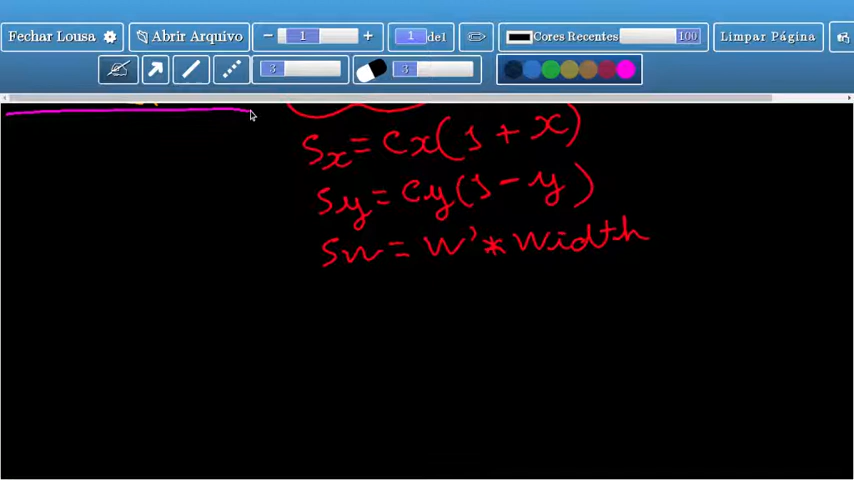 Fechar Lousa Abrir Arquivo − 1 + 1 de1 Cores Recentes 100 Limpar Página
3 3
Sx = Cx(1 + x)
Sy = Cy(1 − y)
Sw = W' * Width